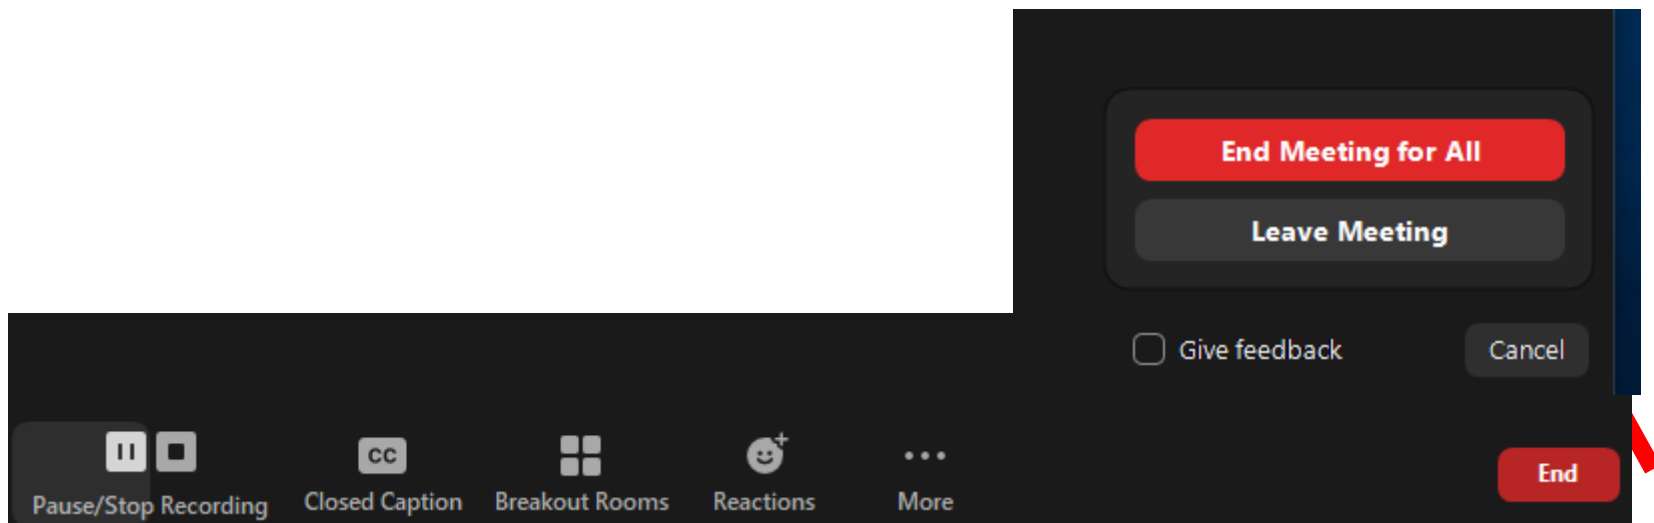 End Meeting for All
Leave Meeting
Give feedback
Cancel
CC
Pause/Stop Recording
Closed Caption
Breakout Rooms
Reactions
More
End